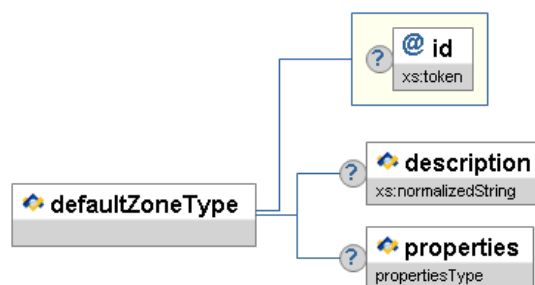 @ id
? xs:token
? description
xs:normalizedString
defaultZoneType
? properties
propertiesType